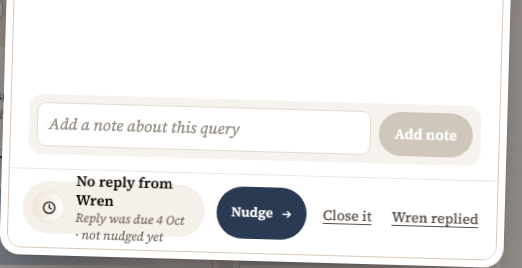 Add a note about this query
Add note
No reply from
Wren
Reply was due 4 Oct
· not nudged yet
Nudge →
Close it
Wren replied